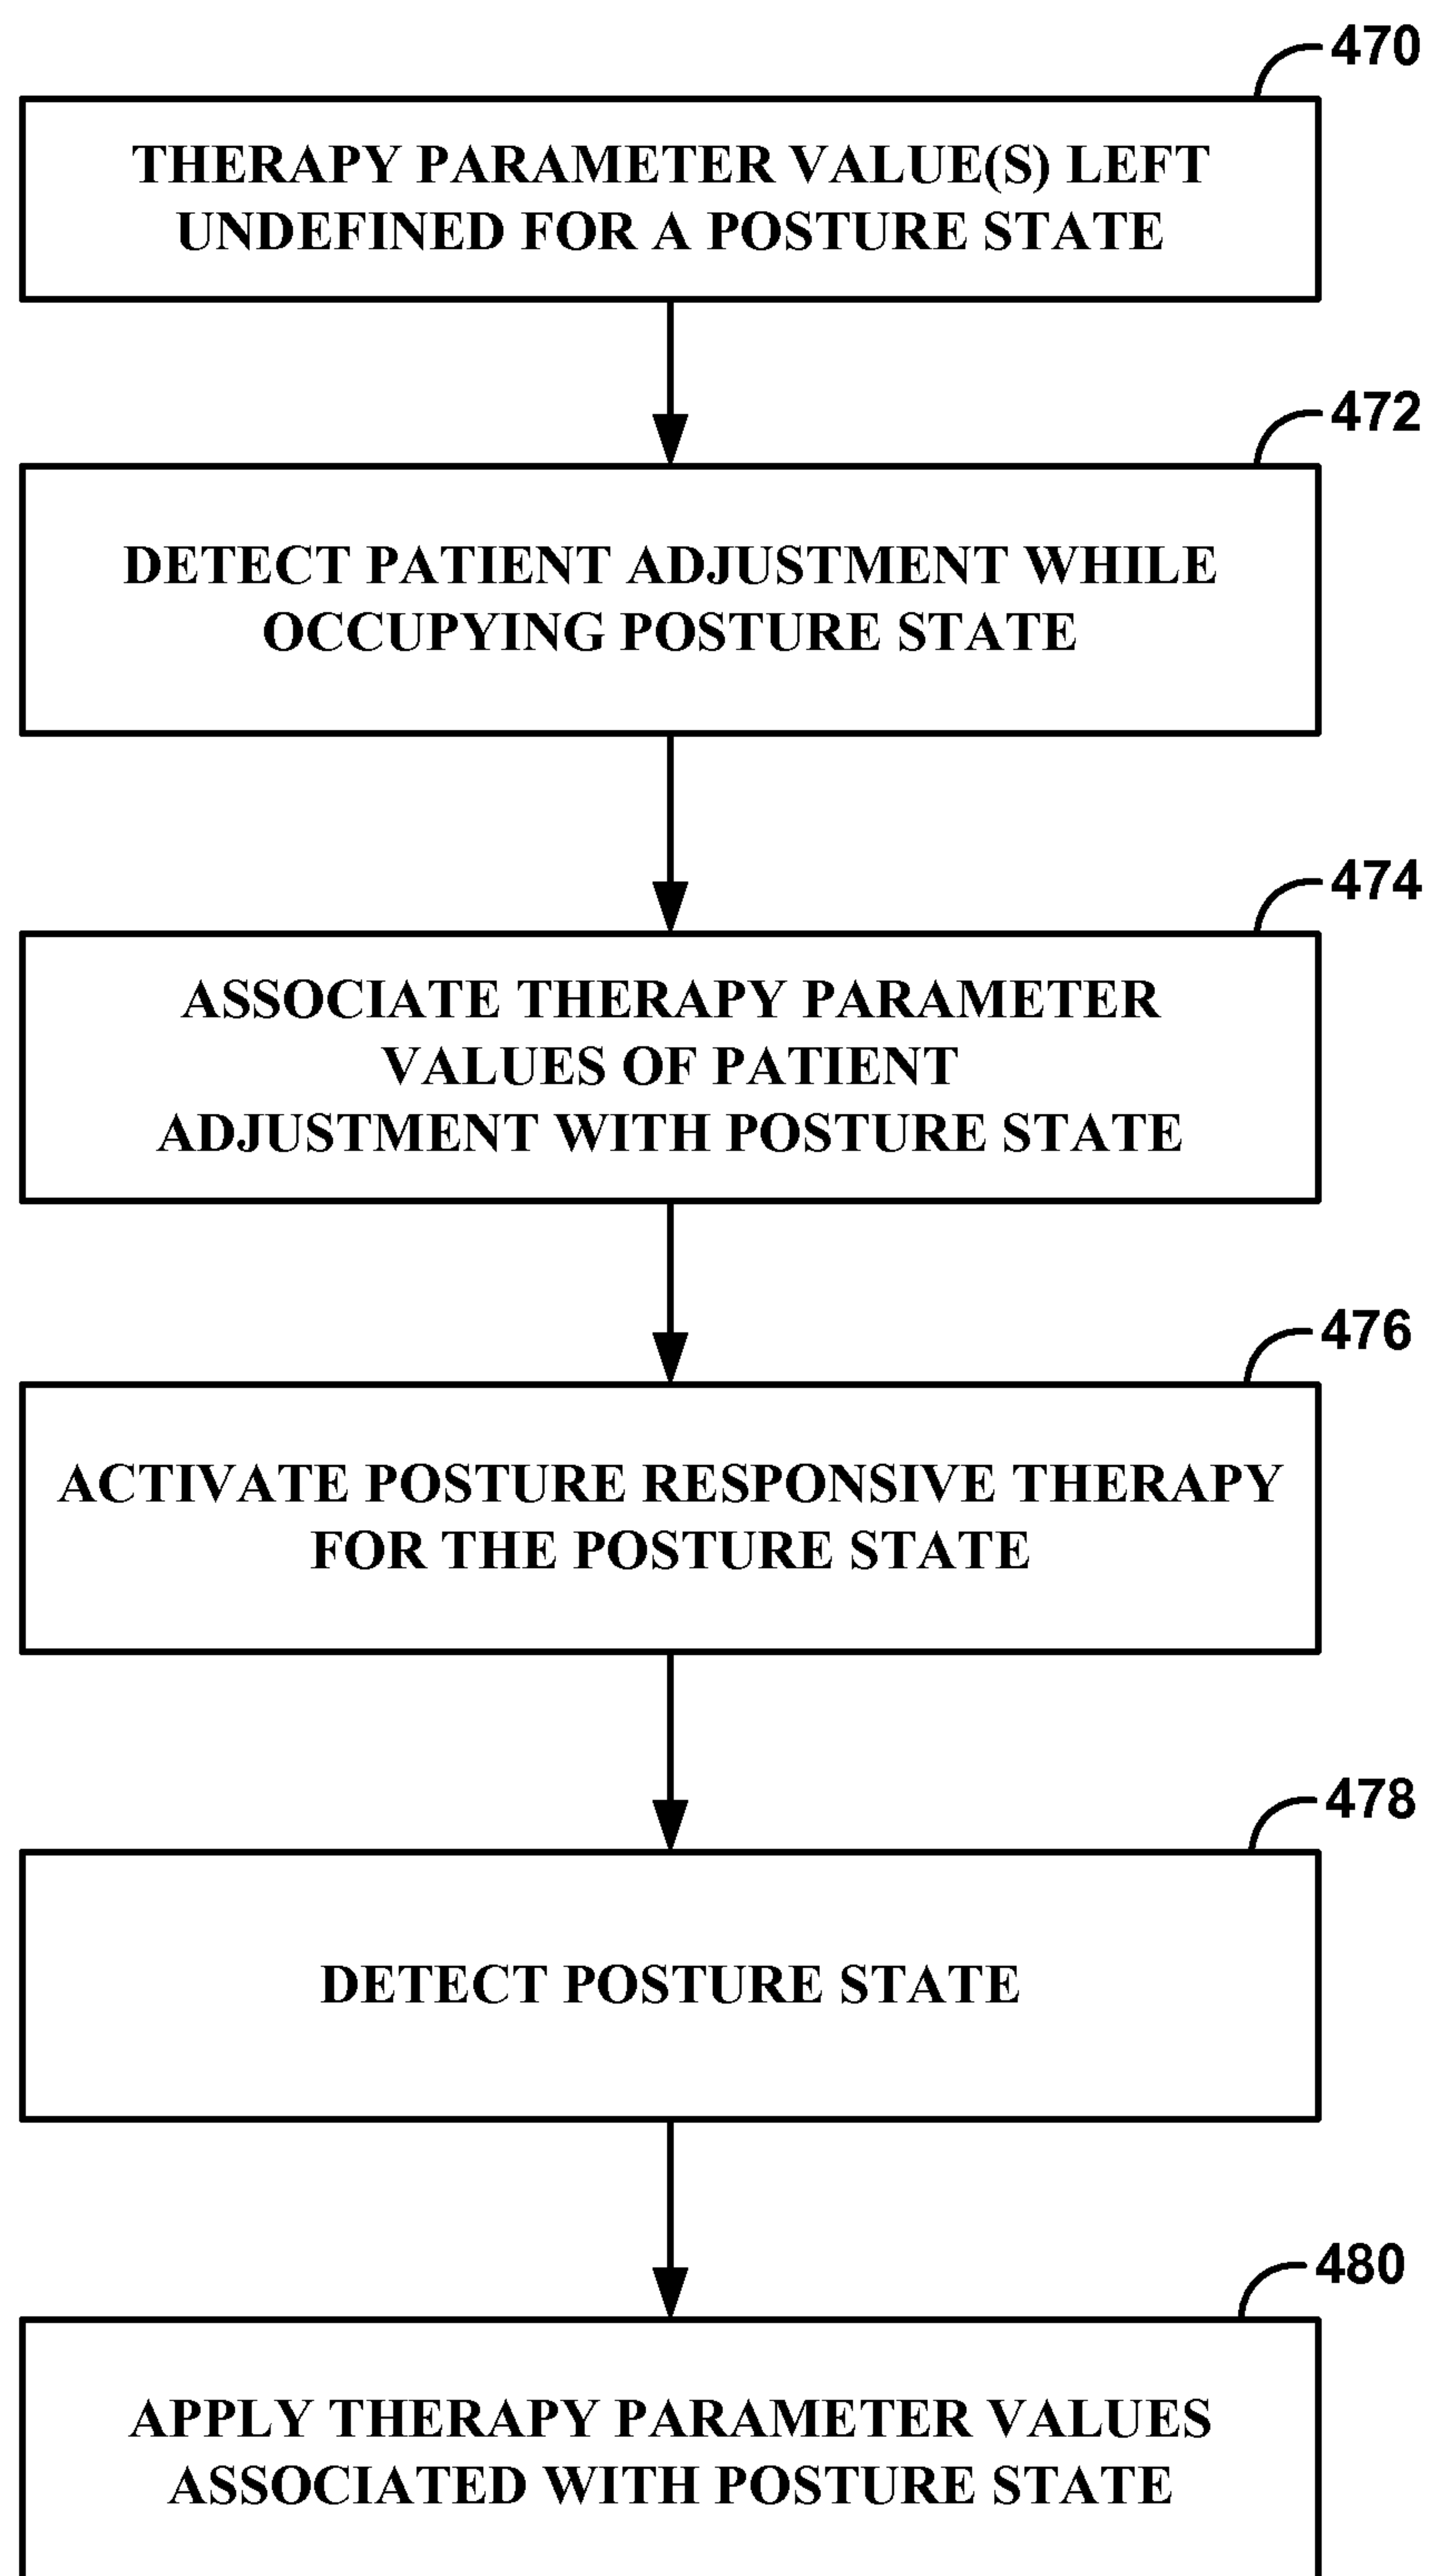 470
THERAPY PARAMETER VALUE(S) LEFT
UNDEFINED FOR A POSTURE STATE
472
DETECT PATIENT ADJUSTMENT WHILE
OCCUPYING POSTURE STATE
474
ASSOCIATE THERAPY PARAMETER
VALUES OF PATIENT
ADJUSTMENT WITH POSTURE STATE
476
ACTIVATE POSTURE RESPONSIVE THERAPY
FOR THE POSTURE STATE
478
DETECT POSTURE STATE
480
APPLY THERAPY PARAMETER VALUES
ASSOCIATED WITH POSTURE STATE